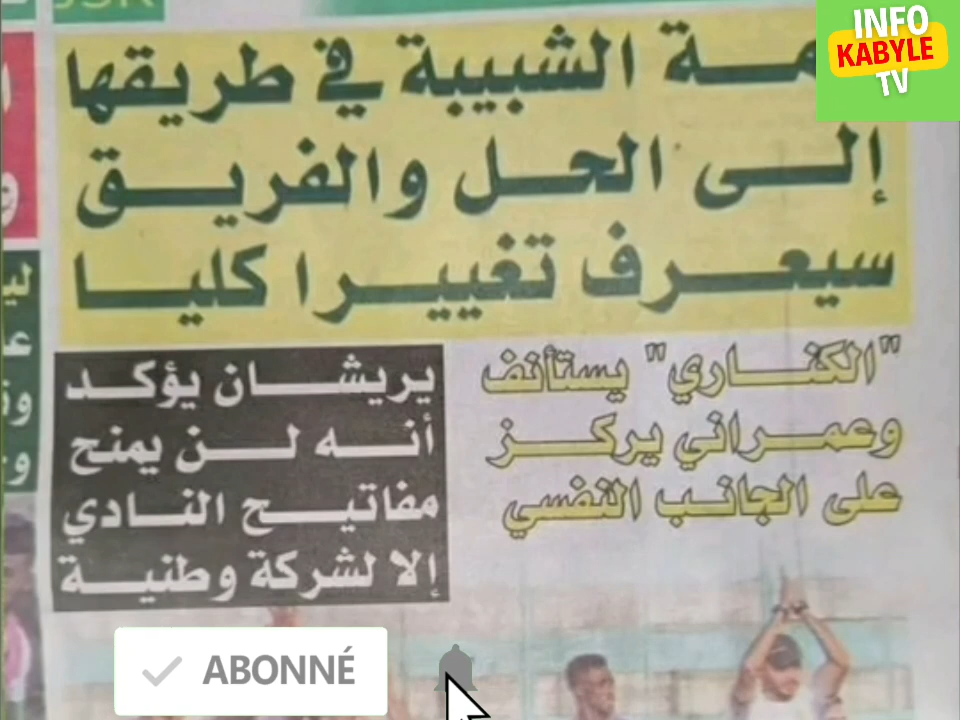 JSK
INFO
KABYLE
TV
الشبيبة في طريقها
إلى الحل والفريق
سيعرف تغييرا كليا
"الكناري" يستأنف
وعمراني يركز
على الجانب النفسي
يريشان يؤكد
أنه لن يمنح
مفاتيح النادي
إلا لشركة وطنية
ABONNÉ